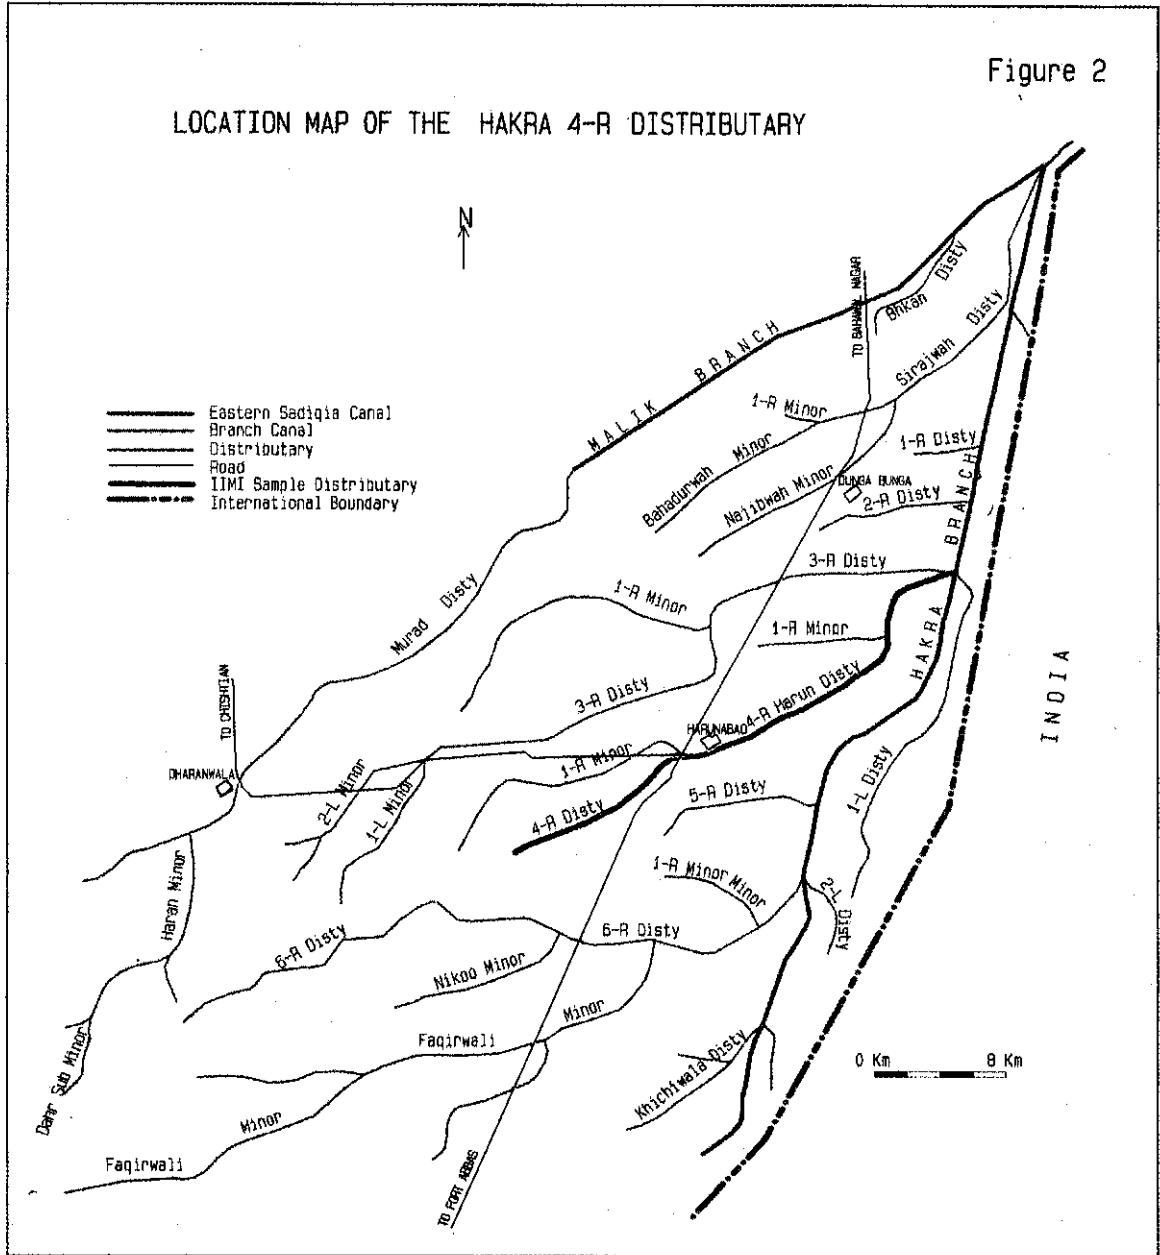 Figure 2
LOCATION MAP OF THE HAKRA 4-R DISTRIBUTARY
N
Eastern Sadiqia Canal
Branch Canal
Distributary
Road
IIMI Sample Distributary
International Boundary
MALIK BRANCH
TO BAHAWAL NAGAR
Bhkan Disty
Sirajwah Disty
1-R Minor
Bahadurwah Minor
Najibwah Minor
1-R Disty
DUNGA BUNGA
2-R Disty
HAKRA BRANCH
3-R Disty
1-R Minor
1-R Minor
Murad Disty
3-R Disty
4-R Harun Disty
HARUNABAD
INDIA
TO CHISHTIAN
DHARANWALA
2-L Minor
1-L Minor
1-R Minor
4-R Disty
5-R Disty
1-L Disty
1-R Minor Minor
2-L Disty
Haran Minor
6-R Disty
6-R Disty
Nikoo Minor
Faqirwali Minor
Khichiwala Disty
0 Km 8 Km
Dahr Sub Minor
Minor
Faqirwali
TO FORT ABBAS